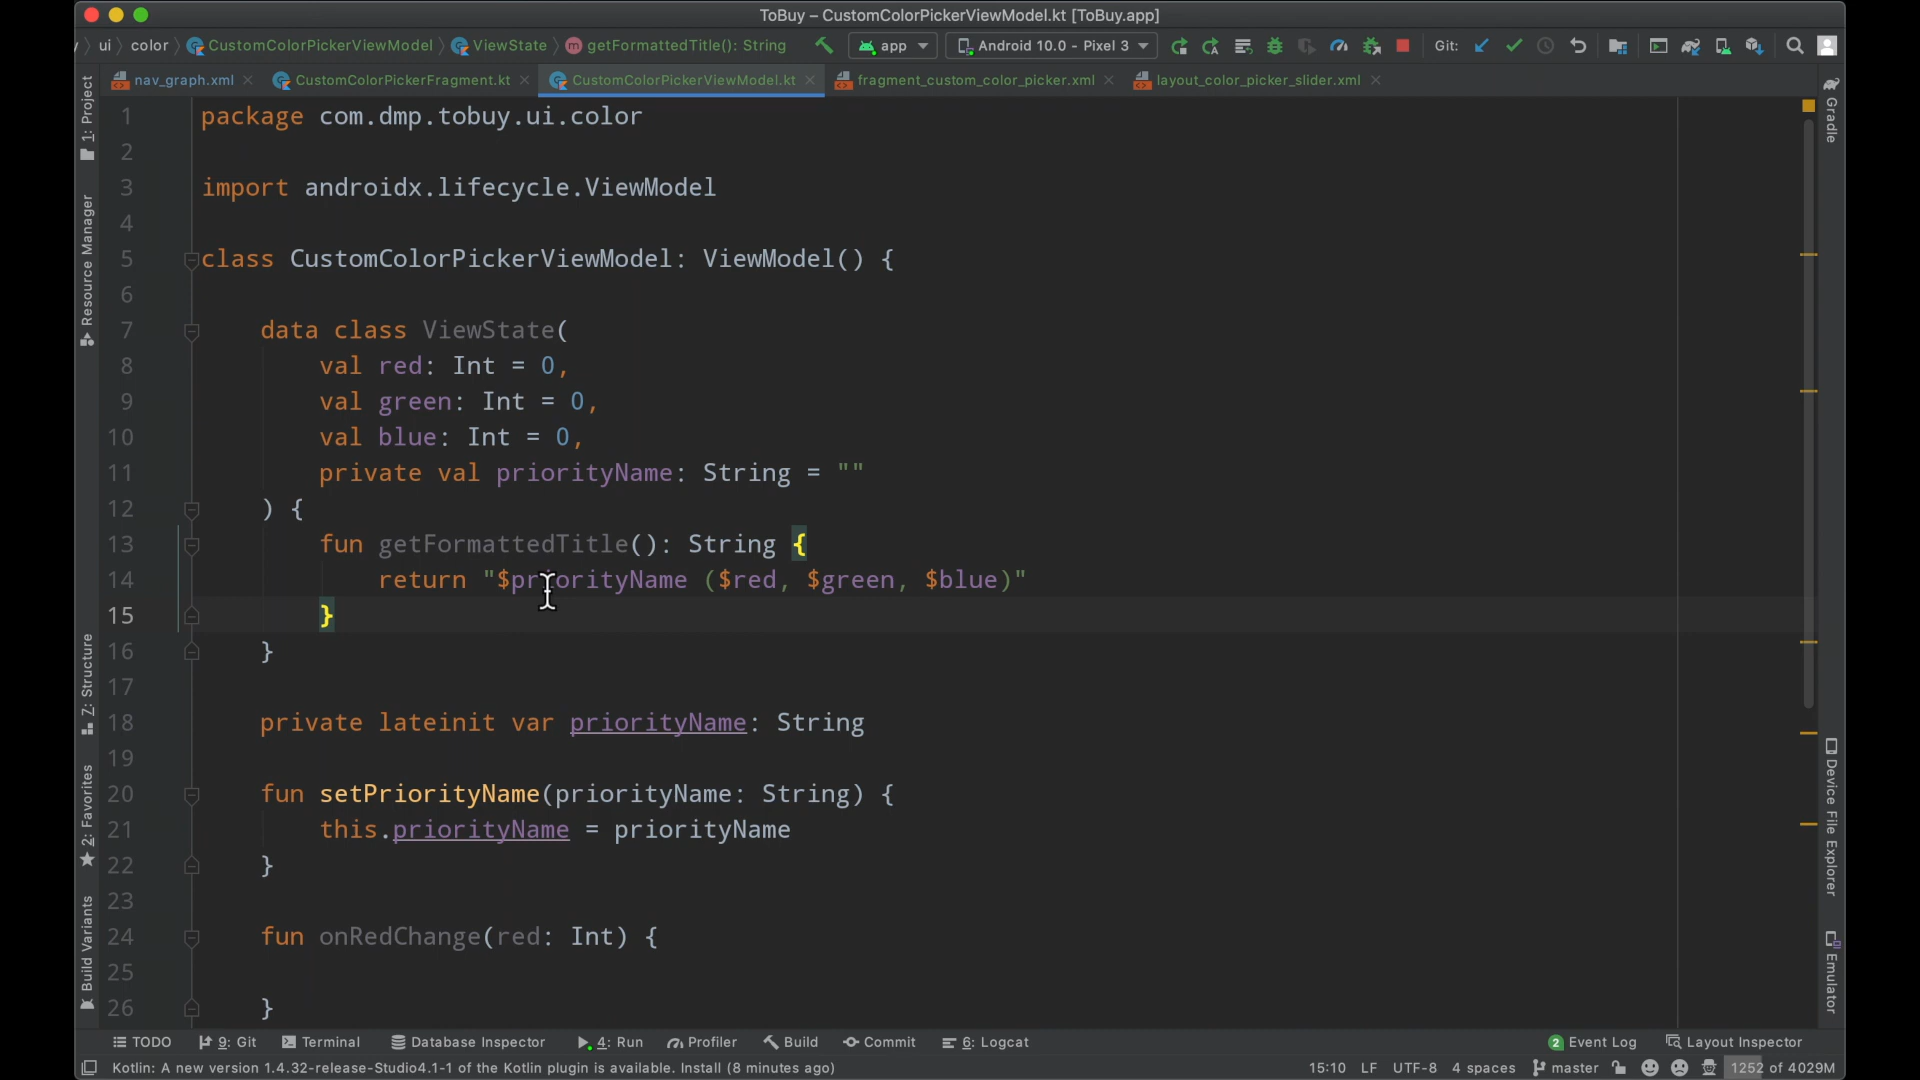 ToBuy – CustomColorPickerViewModel.kt [ToBuy.app]
ui color CustomColorPickerViewModel ViewState getFormattedTitle(): String app Android 10.0 - Pixel 3 Git:
nav_graph.xml CustomColorPickerFragment.kt CustomColorPickerViewModel.kt fragment_custom_color_picker.xml layout_color_picker_slider.xml
1: Project
Resource Manager
Z: Structure
2: Favorites
Build Variants
1 package com.dmp.tobuy.ui.color
2
3 import androidx.lifecycle.ViewModel
4
5 class CustomColorPickerViewModel: ViewModel() {
6
7 data class ViewState(
8 val red: Int = 0,
9 val green: Int = 0,
10 val blue: Int = 0,
11 private val priorityName: String = ""
12 ) {
13 fun getFormattedTitle(): String {
14 return "$priorityName ($red, $green, $blue)"
15 }
16 }
17
18 private lateinit var priorityName: String
19
20 fun setPriorityName(priorityName: String) {
21 this.priorityName = priorityName
22 }
23
24 fun onRedChange(red: Int) {
25
26 }
Gradle
Device File Explorer
Emulator
TODO 9: Git Terminal Database Inspector 4: Run Profiler Build Commit 6: Logcat 2 Event Log Layout Inspector
Kotlin: A new version 1.4.32-release-Studio4.1-1 of the Kotlin plugin is available. Install (8 minutes ago) 15:10 LF UTF-8 4 spaces master 1252 of 4029M